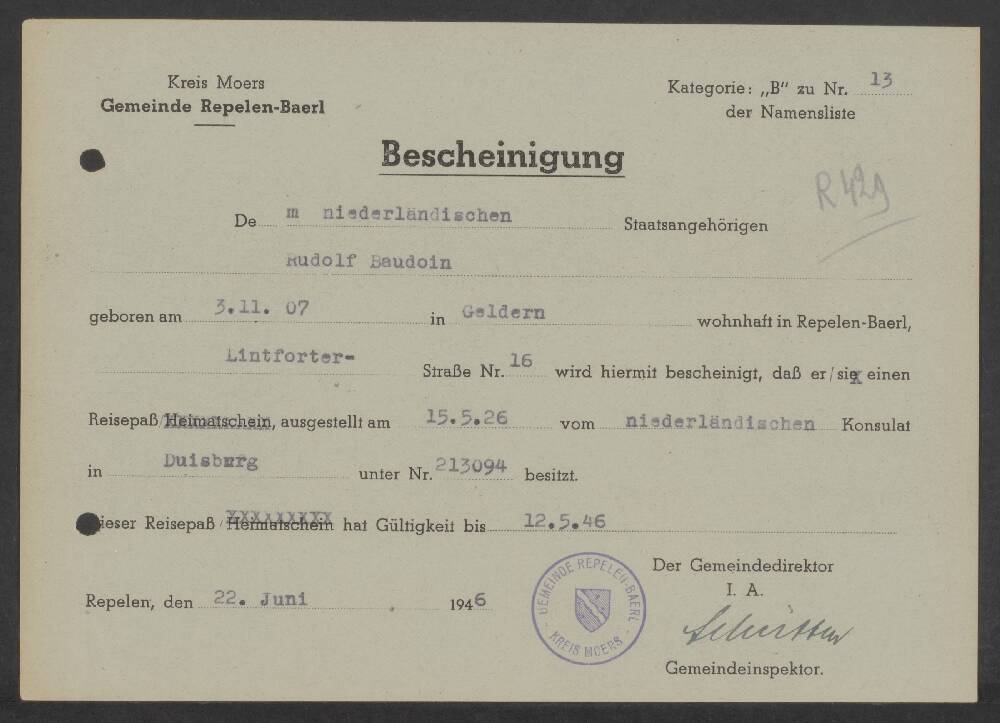 Kreis Moers
Gemeinde Repelen-Baerl
Kategorie: „B" zu Nr. 13
der Namensliste
Bescheinigung
R 429
De m niederländischen Staatsangehörigen
Rudolf Baudoin
geboren am 3.11. 07 in Geldern wohnhaft in Repelen-Baerl,
Lintforter- Straße Nr. 16 wird hiermit bescheinigt, daß er/sie einen
Reisepaß/Heimatschein, ausgestellt am 15.5.26 vom niederländischen Konsulat
in Duisburg unter Nr. 213094 besitzt.
Dieser Reisepaß/Heimatschein hat Gültigkeit bis 12.5.46
Repelen, den 22. Juni 1946
GEMEINDE REPELEN-BAERL
- KREIS MOERS -
Der Gemeindedirektor
I. A.
Gemeindeinspektor.